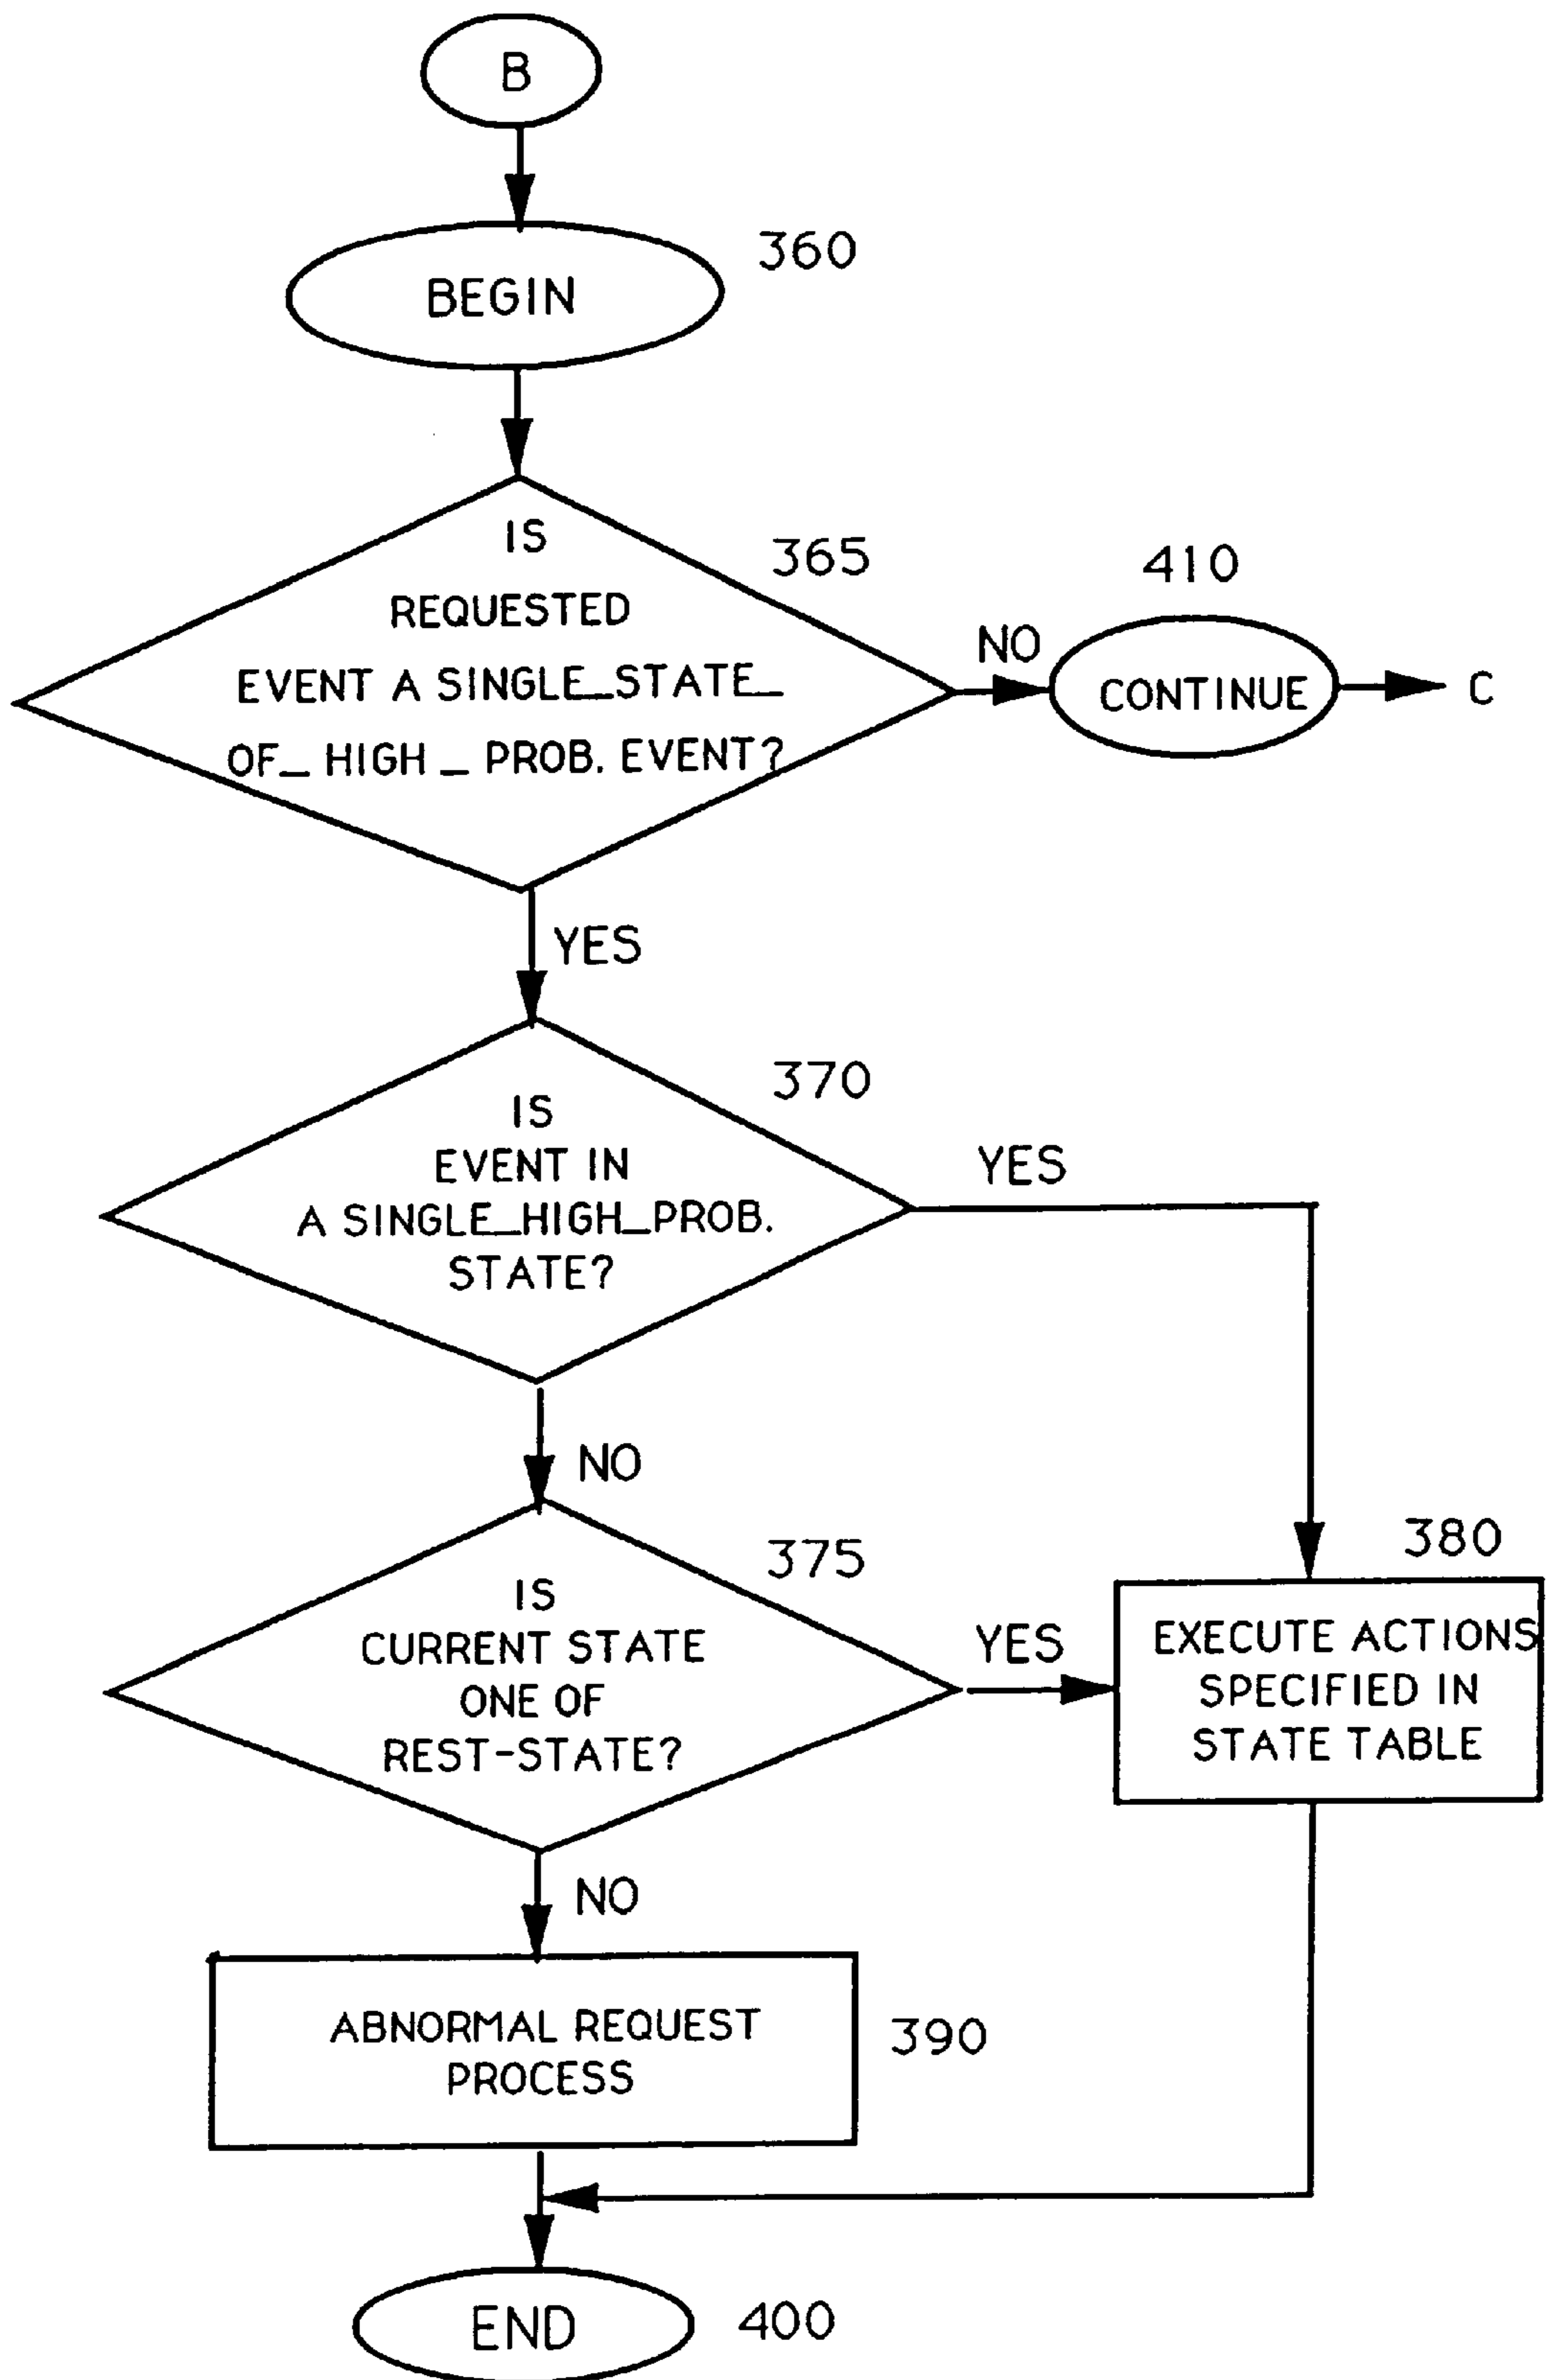 B
BEGIN
360
IS
REQUESTED
EVENT A SINGLE_STATE_
OF_ HIGH _ PROB. EVENT?
365
NO
410
CONTINUE
C
YES
IS
EVENT IN
A SINGLE_HIGH_PROB.
STATE?
370
YES
NO
IS
CURRENT STATE
ONE OF
REST-STATE?
375
YES
380
EXECUTE ACTIONS
SPECIFIED IN
STATE TABLE
NO
ABNORMAL REQUEST
PROCESS
390
END
400